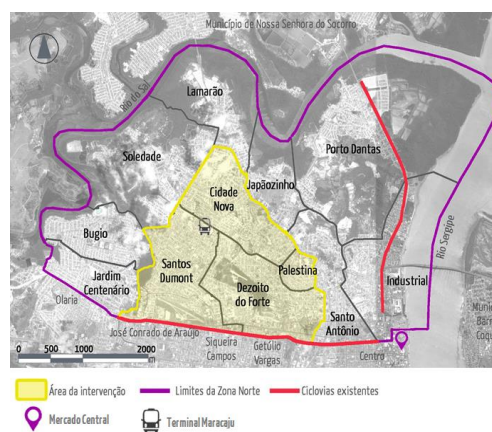 Município de Nossa Senhora do Socorro
Rio do Sal
Lamarão
Porto Dantas
Soledade
Japãozinho
Cidade
Nova
Bugio
Rio Sergipe
Santos
Dumont
Palestina
Jardim
Centenário
Dezoito
do Forte
Industrial
Olaria
Santo
Antônio
José Conrado de Araújo
Siqueira
Campos
Getúlio
Vargas
Centro
0 500 1000 2000
Área da intervenção
Limites da Zona Norte
Ciclovias existentes
Mercado Central
Terminal Maracaju